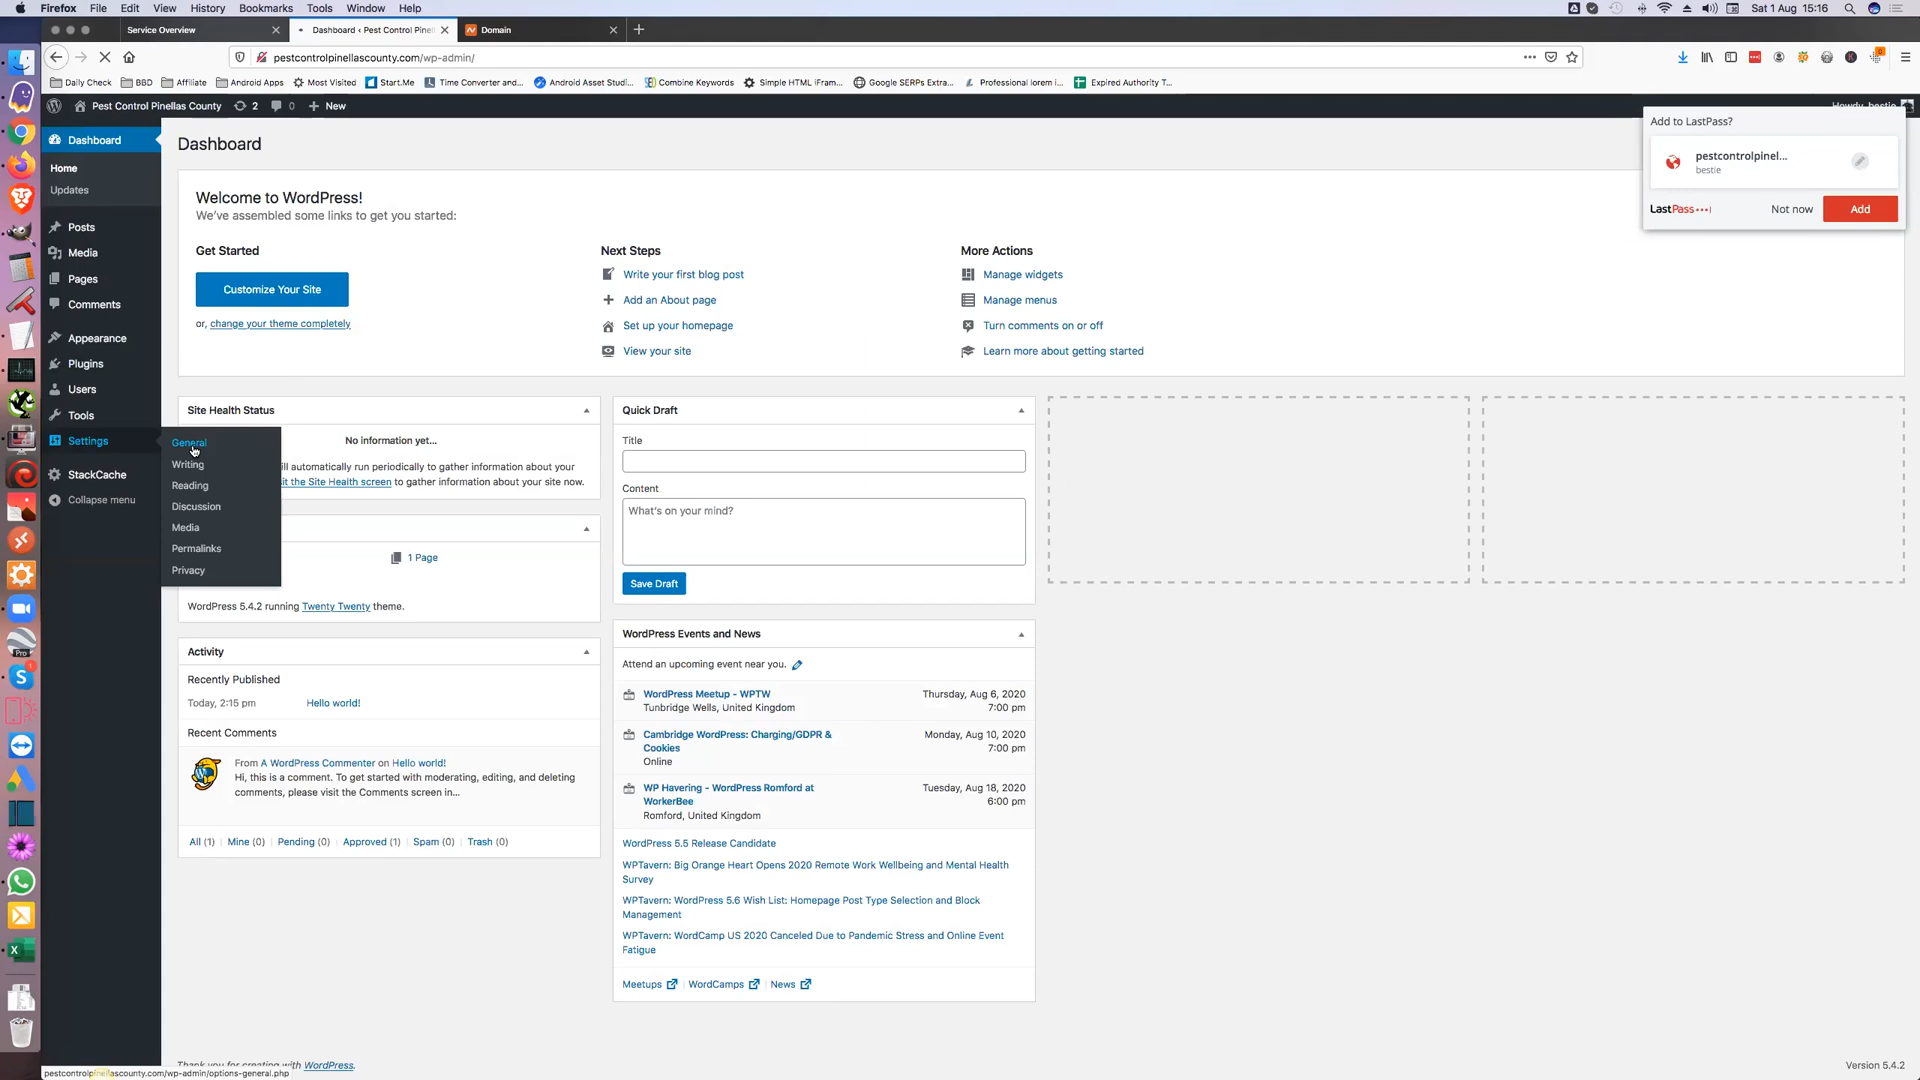 Firefox File Edit View History Bookmarks Tools Window Help Sat 1 Aug 15:16
Service Overview Dashboard ‹ Pest Control Pinell Domain
pestcontrolpinellascounty.com/wp-admin/
Daily Check BBD Affiliate Android Apps Most Visited Start.Me Time Converter and... Android Asset Studi... Combine Keywords Simple HTML iFram... Google SERPs Extra... Professional lorem i... Expired Authority T...
Pest Control Pinellas County 2 0 New Howdy, bestie
Dashboard
Home
Updates
Posts
Media
Pages
Comments
Appearance
Plugins
Users
Tools
Settings
StackCache
Collapse menu
General
Writing
Reading
Discussion
Media
Permalinks
Privacy
Dashboard
Add to LastPass?
pestcontrolpinel...
bestie
LastPass Not now Add
Welcome to WordPress!
We've assembled some links to get you started:
Get Started
Customize Your Site
or, change your theme completely
Next Steps
Write your first blog post
Add an About page
Set up your homepage
View your site
More Actions
Manage widgets
Manage menus
Turn comments on or off
Learn more about getting started
Site Health Status
No information yet...
ill automatically run periodically to gather information about your
it the Site Health screen to gather information about your site now.
1 Page
WordPress 5.4.2 running Twenty Twenty theme.
Activity
Recently Published
Today, 2:15 pm Hello world!
Recent Comments
From A WordPress Commenter on Hello world!
Hi, this is a comment. To get started with moderating, editing, and deleting
comments, please visit the Comments screen in...
All (1) | Mine (0) | Pending (0) | Approved (1) | Spam (0) | Trash (0)
Quick Draft
Title
Content
What's on your mind?
Save Draft
WordPress Events and News
Attend an upcoming event near you.
WordPress Meetup - WPTW Thursday, Aug 6, 2020
Tunbridge Wells, United Kingdom 7:00 pm
Cambridge WordPress: Charging/GDPR & Monday, Aug 10, 2020
Cookies 7:00 pm
Online
WP Havering - WordPress Romford at Tuesday, Aug 18, 2020
WorkerBee 6:00 pm
Romford, United Kingdom
WordPress 5.5 Release Candidate
WPTavern: Big Orange Heart Opens 2020 Remote Work Wellbeing and Mental Health
Survey
WPTavern: WordPress 5.6 Wish List: Homepage Post Type Selection and Block
Management
WPTavern: WordCamp US 2020 Canceled Due to Pandemic Stress and Online Event
Fatigue
Meetups | WordCamps | News
Thank you for creating with WordPress. Version 5.4.2
pestcontrolpinellascounty.com/wp-admin/options-general.php
Pro
1
0